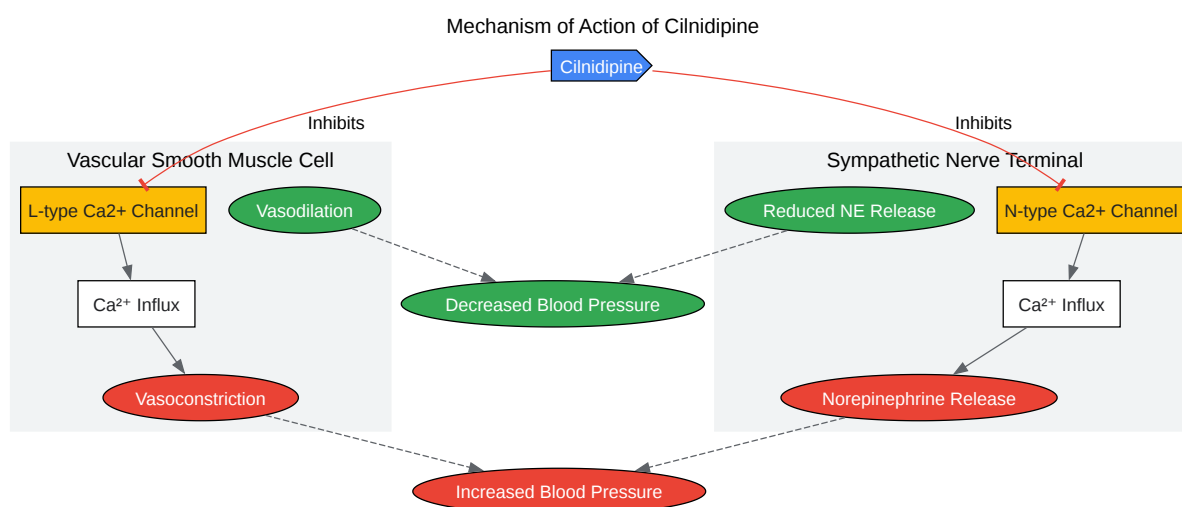 Mechanism of Action of Cilnidipine
Cilnidipine
Inhibits
Inhibits
Vascular Smooth Muscle Cell
Sympathetic Nerve Terminal
L-type Ca2+ Channel
Vasodilation
Reduced NE Release
N-type Ca2+ Channel
Ca²⁺ Influx
Decreased Blood Pressure
Ca²⁺ Influx
Vasoconstriction
Norepinephrine Release
Increased Blood Pressure